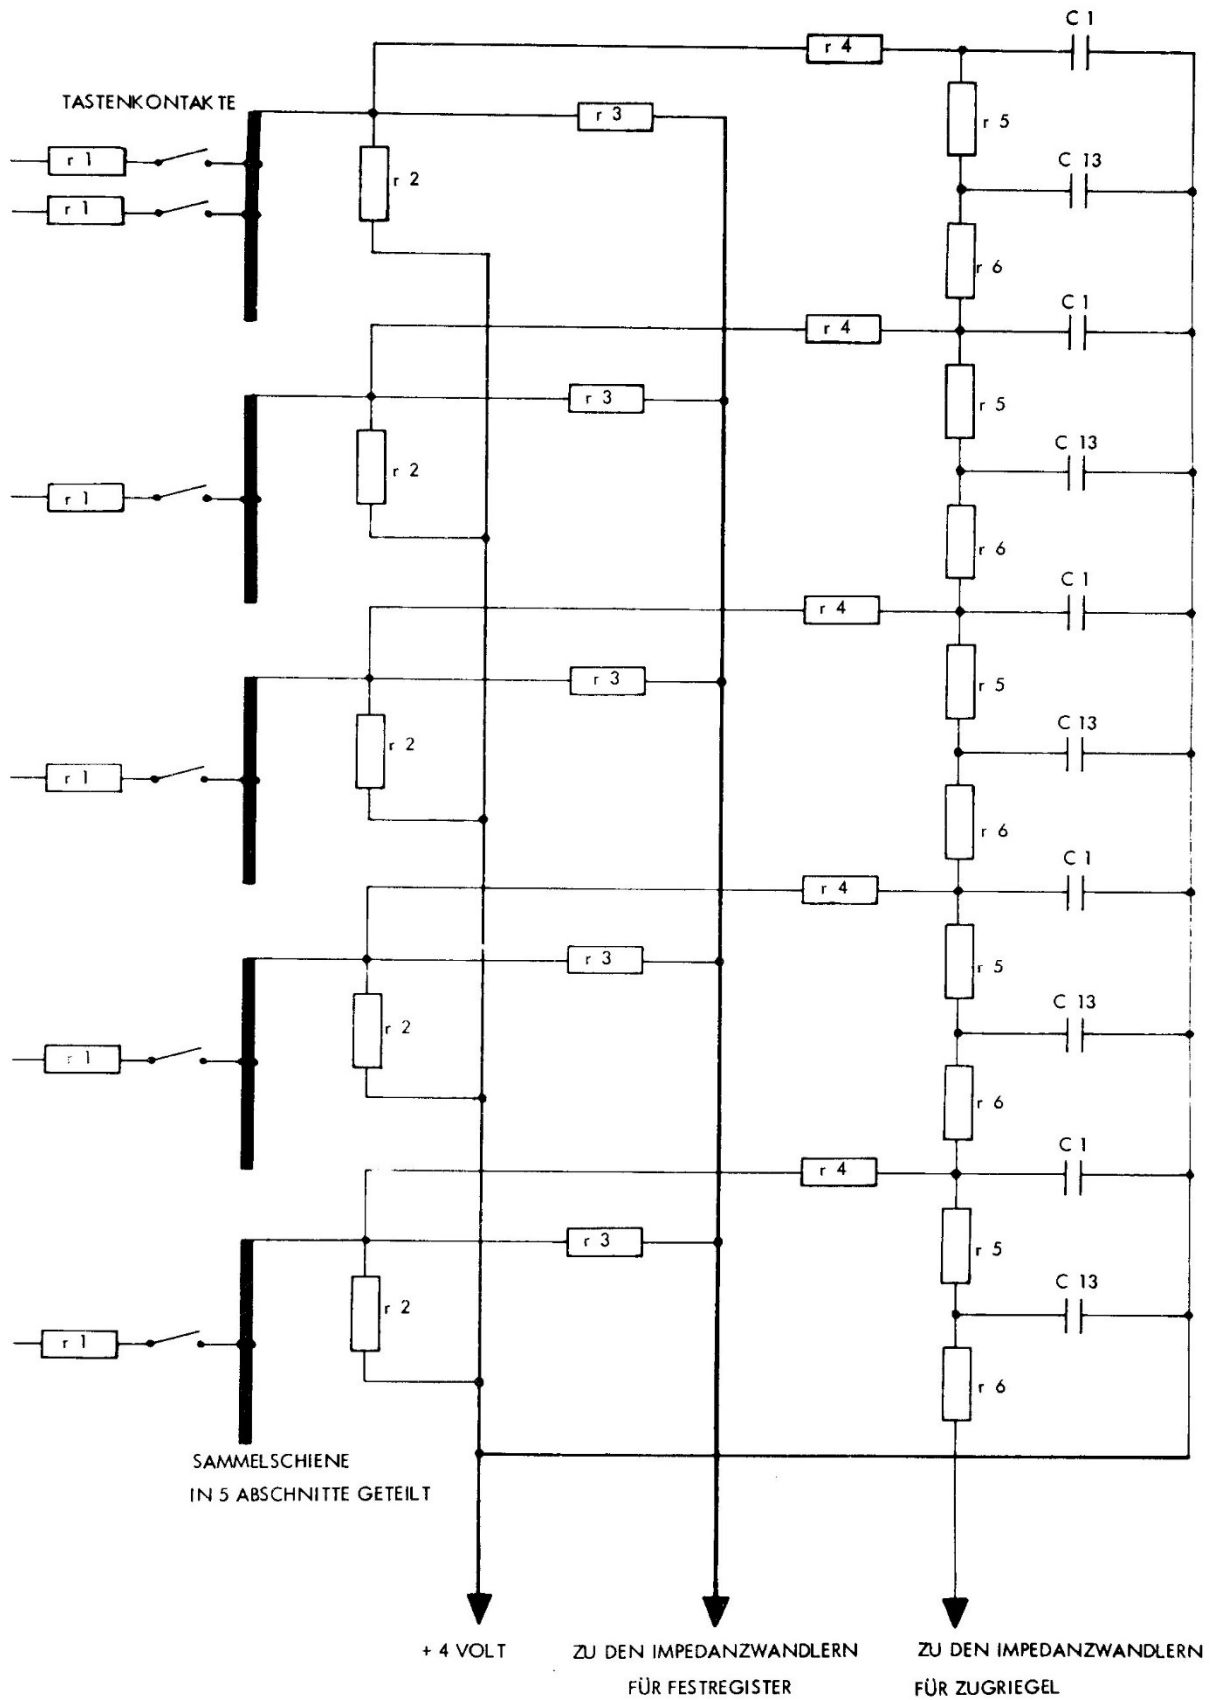 C 1
r 4
TASTENKONTAKTE
r 3
r 5
r 1
r 2
C 13
r 1
r 6
C 1
r 4
r 3
r 5
r 2
C 13
r 1
r 6
C 1
r 4
r 3
r 5
r 2
C 13
r 1
r 6
C 1
r 4
r 3
r 5
r 2
C 13
r 1
r 6
C 1
r 4
r 3
r 5
r 2
C 13
r 1
r 6
SAMMELSCHIENE
IN 5 ABSCHNITTE GETEILT
+ 4 VOLT
ZU DEN IMPEDANZWANDLERN
FÜR FESTREGISTER
ZU DEN IMPEDANZWANDLERN
FÜR ZUGRIEGEL